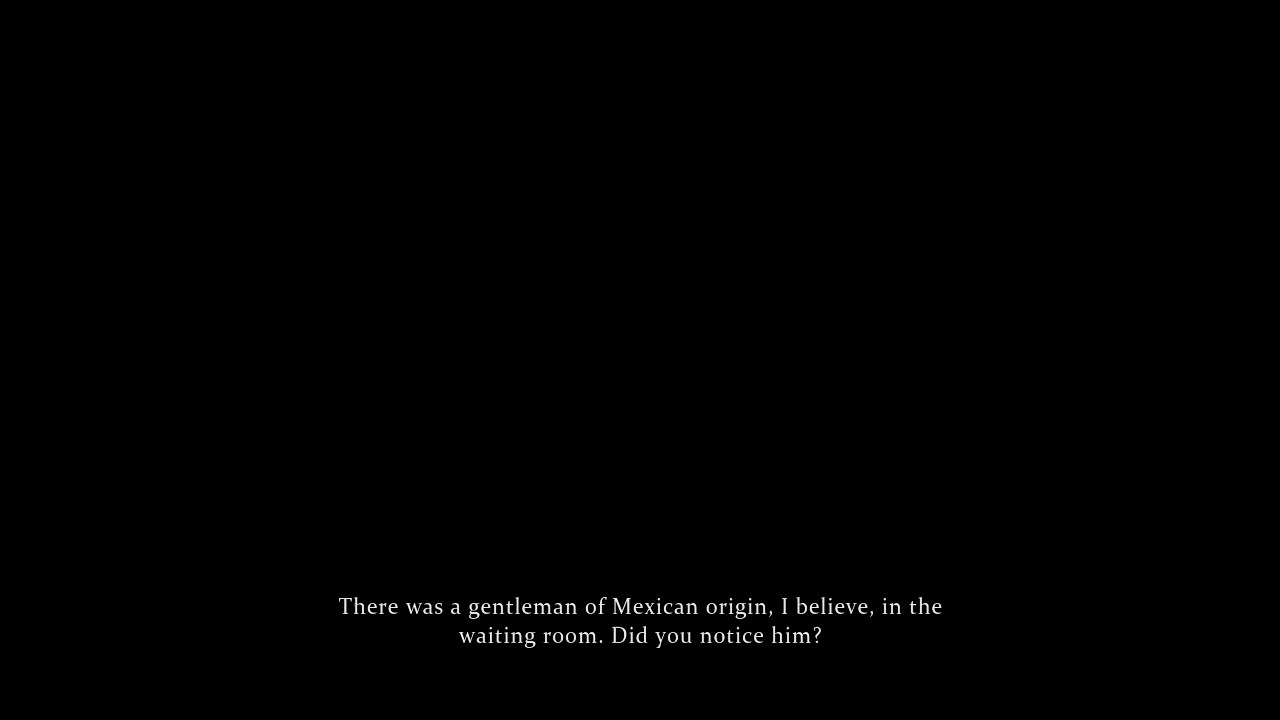 There was a gentleman of Mexican origin, I believe, in the
waiting room. Did you notice him?